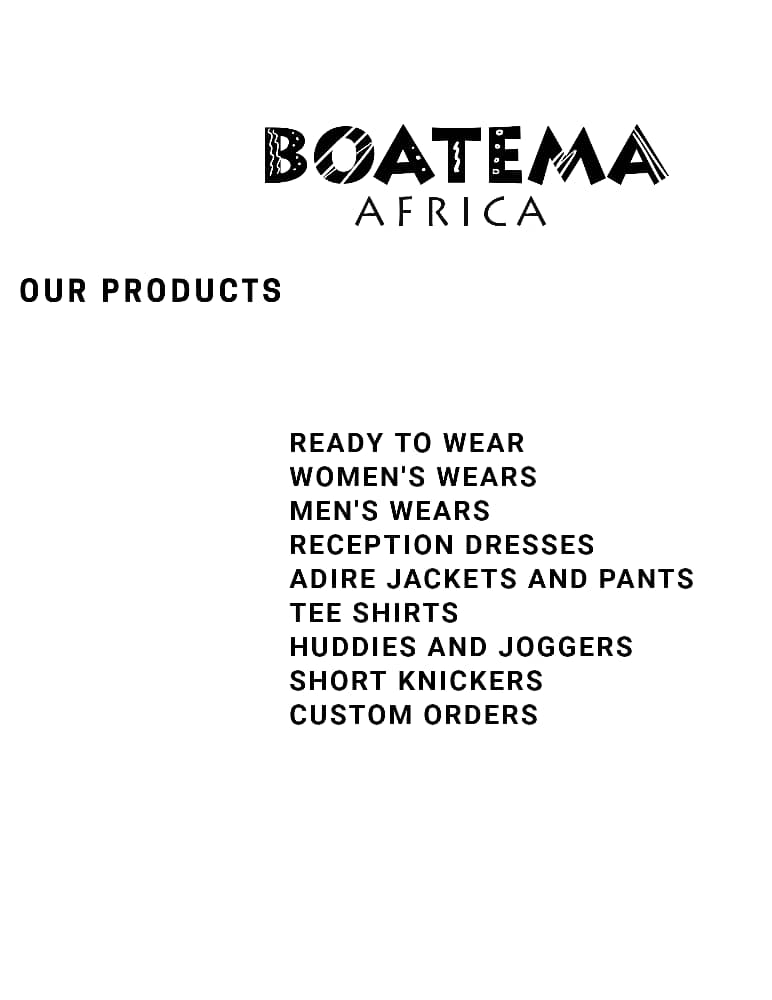 BOATEMA
AFRICA
OUR PRODUCTS
READY TO WEAR
WOMEN'S WEARS
MEN'S WEARS
RECEPTION DRESSES
ADIRE JACKETS AND PANTS
TEE SHIRTS
HUDDIES AND JOGGERS
SHORT KNICKERS
CUSTOM ORDERS